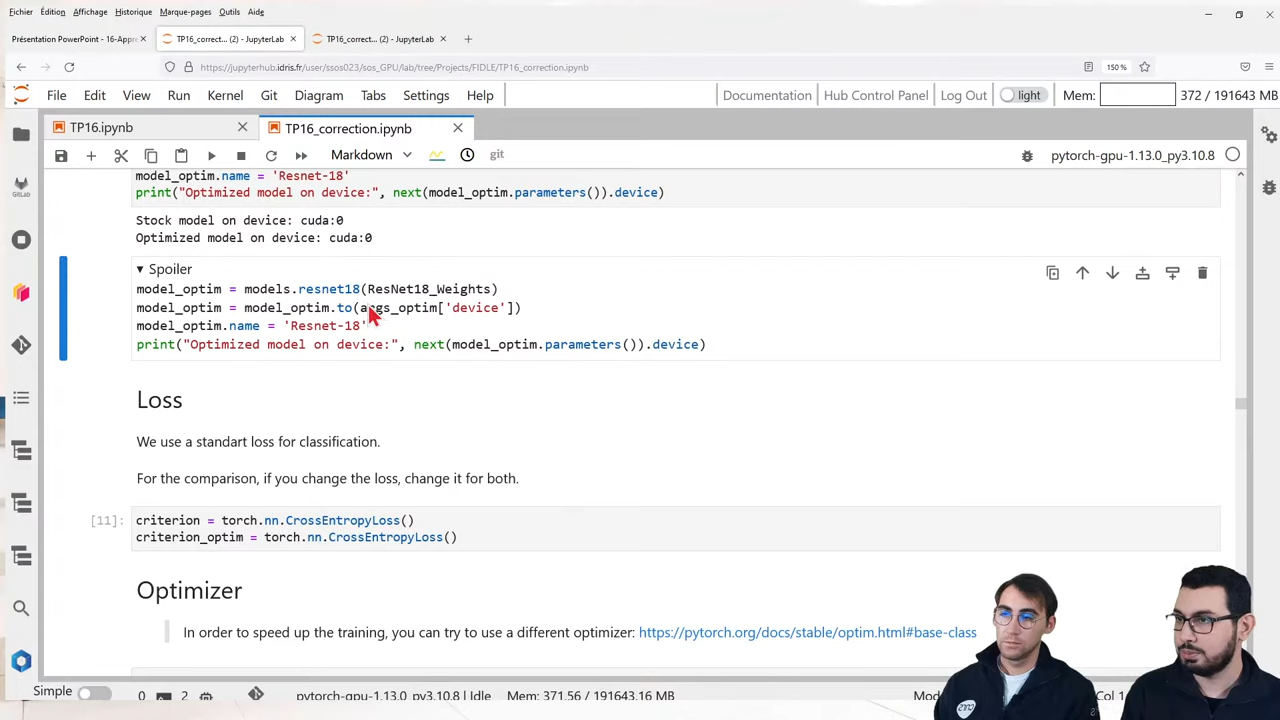 Fichier Édition Affichage Historique Marque-pages Outils Aide
Présentation PowerPoint - 16-Appre
TP16_correct... (2) - JupyterLab
TP16_correct... (2) - JupyterLab
https://jupyterhub.idris.fr/user/ssos023/sos_GPU/lab/tree/Projects/FIDLE/TP16_correction.ipynb
150 %
File Edit View Run Kernel Git Diagram Tabs Settings Help
Documentation Hub Control Panel Log Out light Mem: 372 / 191643 MB
TP16.ipynb
TP16_correction.ipynb
Markdown
git
pytorch-gpu-1.13.0_py3.10.8
model_optim.name = 'Resnet-18'
print("Optimized model on device:", next(model_optim.parameters()).device)
Stock model on device: cuda:0
Optimized model on device: cuda:0
Spoiler
model_optim = models.resnet18(ResNet18_Weights)
model_optim = model_optim.to(args_optim['device'])
model_optim.name = 'Resnet-18'
print("Optimized model on device:", next(model_optim.parameters()).device)
Loss
We use a standart loss for classification.
For the comparison, if you change the loss, change it for both.
[11]: criterion = torch.nn.CrossEntropyLoss()
criterion_optim = torch.nn.CrossEntropyLoss()
Optimizer
In order to speed up the training, you can try to use a different optimizer: https://pytorch.org/docs/stable/optim.html#base-class
Simple 0 26 pytorch-gpu-1.13.0_py3.10.8 | Idle Mem: 371.56 / 191643.16 MB